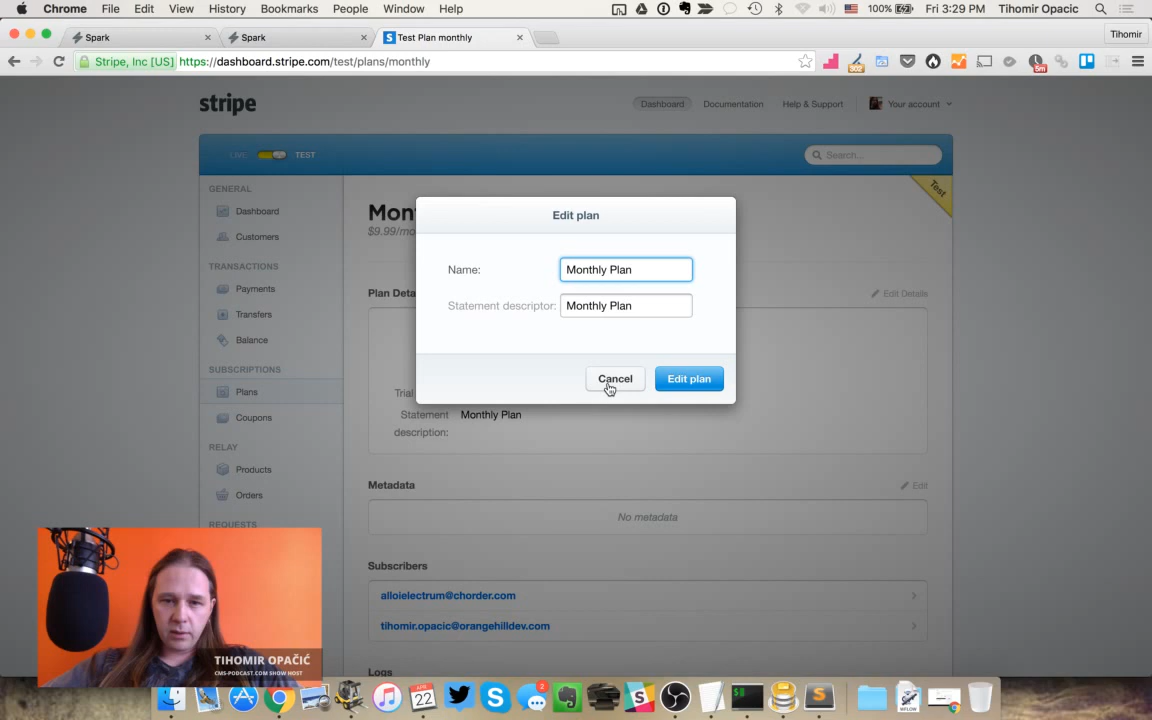 Chrome File Edit View History Bookmarks People Window Help 100% Fri 3:29 PM Tihomir Opacic
Spark
Spark
Test Plan monthly
Tihomir
Stripe, Inc [US] https://dashboard.stripe.com/test/plans/monthly
stripe
Dashboard Documentation Help & Support Your account
LIVE TEST
Search...
Test
GENERAL
Dashboard
Customers
TRANSACTIONS
Payments
Transfers
Balance
SUBSCRIPTIONS
Plans
Coupons
RELAY
Products
Orders
REQUESTS
Mont
$9.99/mo
Plan Deta
Edit Details
Edit plan
Name: Monthly Plan
Statement descriptor: Monthly Plan
Cancel Edit plan
Trial
Statement description: Monthly Plan
Metadata
Edit
No metadata
Subscribers
alloielectrum@chorder.com
tihomir.opacic@orangehilldev.com
Logs
TIHOMIR OPAČIĆ
CMS-PODCAST.COM SHOW HOST